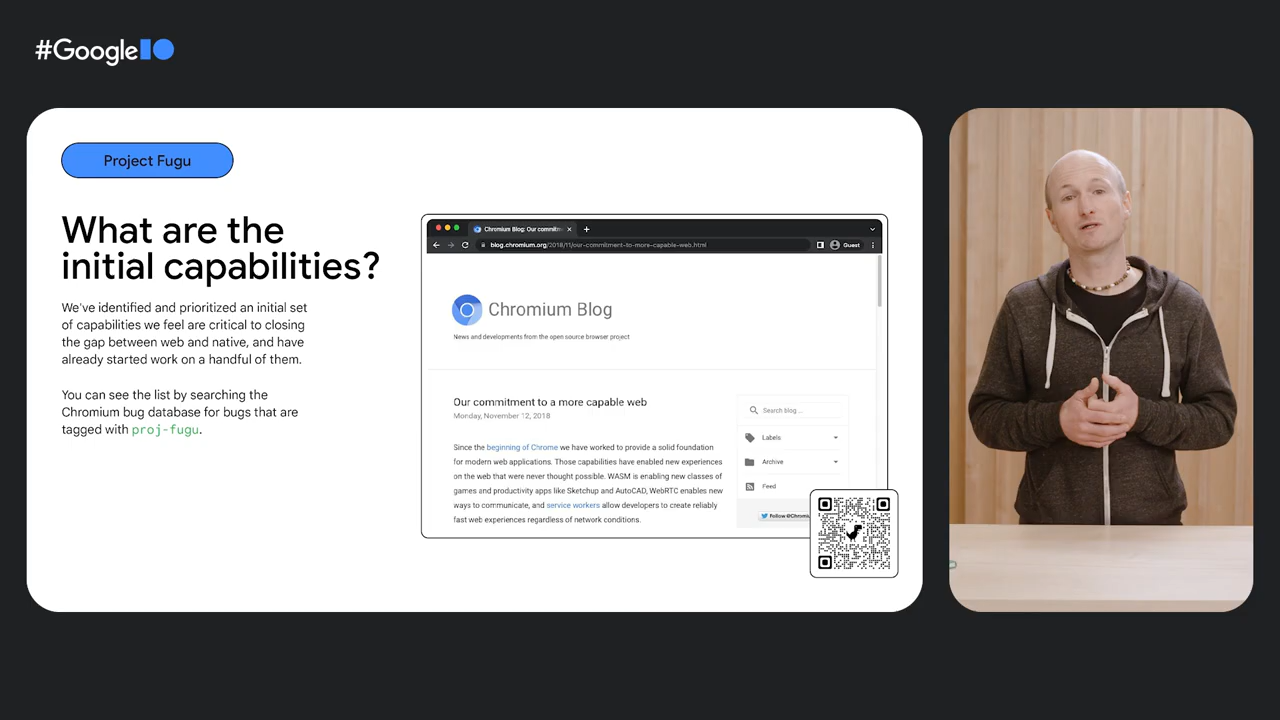 #Google
Project Fugu
What are the
initial capabilities?
We've identified and prioritized an initial set
of capabilities we feel are critical to closing
the gap between web and native, and have
already started work on a handful of them.
You can see the list by searching the
Chromium bug database for bugs that are
tagged with proj-fugu.
Chromium Blog: Our commitm
blog.chromium.org/2018/11/our-commitment-to-more-capable-web.html
Guest
Chromium Blog
News and developments from the open source browser project
Our commitment to a more capable web
Monday, November 12, 2018
Since the beginning of Chrome we have worked to provide a solid foundation
for modern web applications. Those capabilities have enabled new experiences
on the web that were never thought possible. WASM is enabling new classes of
games and productivity apps like Sketchup and AutoCAD, WebRTC enables new
ways to communicate, and service workers allow developers to create reliably
fast web experiences regardless of network conditions.
Search blog ...
Labels
Archive
Feed
Follow @Chromiu